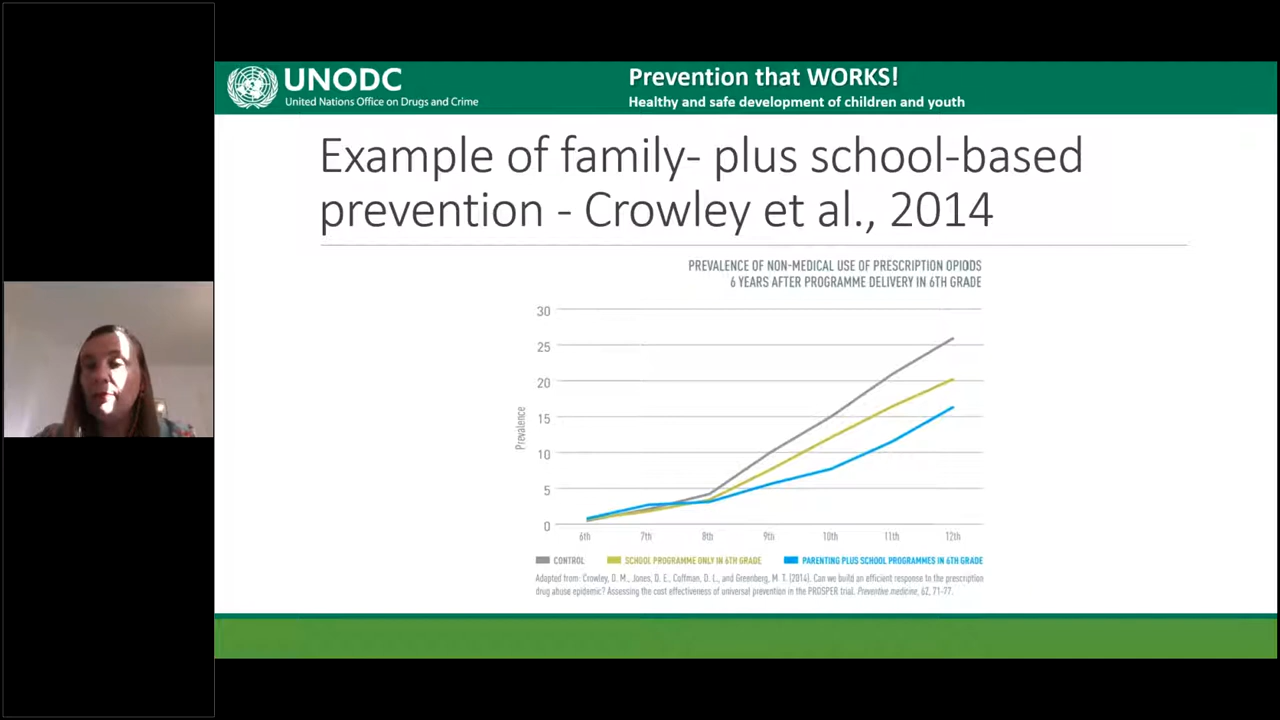 UNODC
United Nations Office on Drugs and Crime
Prevention that WORKS!
Healthy and safe development of children and youth
Example of family- plus school-based
prevention - Crowley et al., 2014
PREVALENCE OF NON-MEDICAL USE OF PRESCRIPTION OPIODS
6 YEARS AFTER PROGRAMME DELIVERY IN 6TH GRADE
30
25
20
15
10
5
0
Prevalence
6th 7th 8th 9th 10th 11th 12th
CONTROL SCHOOL PROGRAMME ONLY IN 6TH GRADE PARENTING PLUS SCHOOL PROGRAMMES IN 6TH GRADE
Adapted from: Crowley, D. M., Jones, D. E., Coffman, D. L., and Greenberg, M. T. (2014). Can we build an efficient response to the prescription
drug abuse epidemic? Assessing the cost effectiveness of universal prevention in the PROSPER trial. Preventive medicine, 62, 71-77.